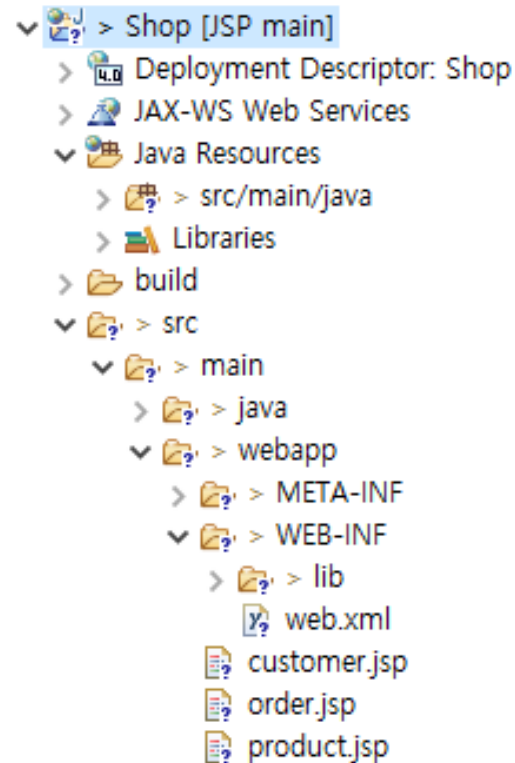 > Shop [JSP main]
Deployment Descriptor: Shop
JAX-WS Web Services
Java Resources
> src/main/java
Libraries
build
> src
> main
> java
> webapp
> META-INF
> WEB-INF
> lib
web.xml
customer.jsp
order.jsp
product.jsp